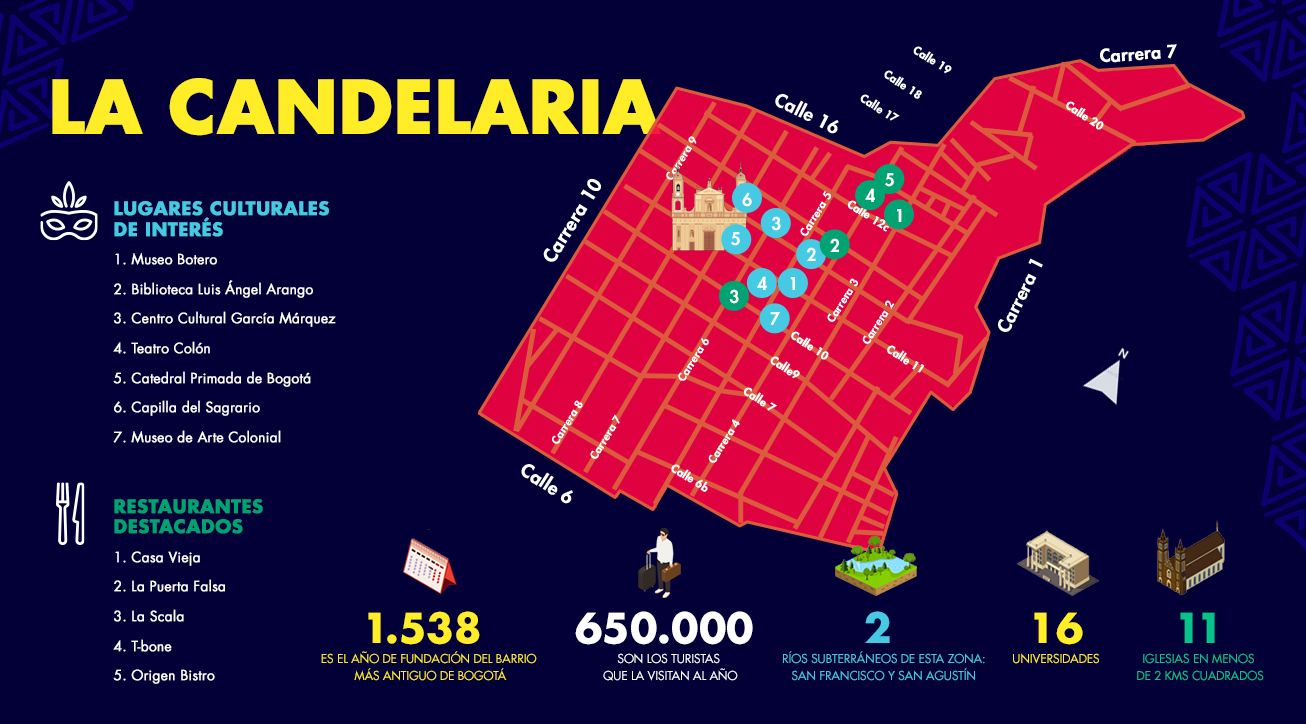 LA CANDELARIA
LUGARES CULTURALES
DE INTERÉS
1. Museo Botero
2. Biblioteca Luis Ángel Arango
3. Centro Cultural García Márquez
4. Teatro Colón
5. Catedral Primada de Bogotá
6. Capilla del Sagrario
7. Museo de Arte Colonial
RESTAURANTES
DESTACADOS
1. Casa Vieja
2. La Puerta Falsa
3. La Scala
4. T-bone
5. Origen Bistro
Carrera 7
Calle 19
Calle 18
Calle 17
Calle 16
Calle 20
Carrera 9
Carrera 10
Carrera 5
Calle 12c
5
4
1
6
3
5
2
2
4
1
3
7
Carrera 3
Carrera 2
Carrera 1
N
Calle 10
Calle 11
Carrera 6
Calle9
Calle 7
Carrera 8
Carrera 7
Carrera 4
Calle 6b
Calle 6
1.538
ES EL AÑO DE FUNDACIÓN DEL BARRIO
MÁS ANTIGUO DE BOGOTÁ
650.000
SON LOS TURISTAS
QUE LA VISITAN AL AÑO
2
RÍOS SUBTERRÁNEOS DE ESTA ZONA:
SAN FRANCISCO Y SAN AGUSTÍN
16
UNIVERSIDADES
11
IGLESIAS EN MENOS
DE 2 KMS CUADRADOS